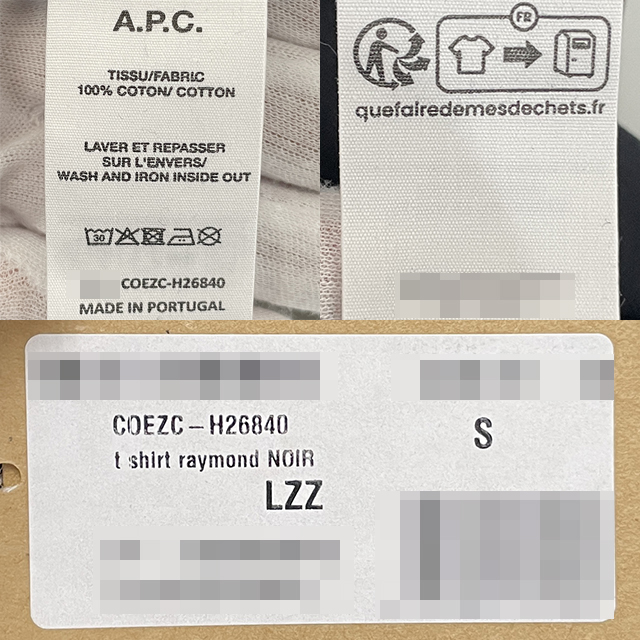 A.P.C.
TISSU/FABRIC
100% COTON/ COTTON
LAVER ET REPASSER
SUR L'ENVERS/
WASH AND IRON INSIDE OUT
30
COEZC-H26840
MADE IN PORTUGAL
FR
quefairedemesdechets.fr
COEZC-H26840
t shirt raymond NOIR
LZZ
S